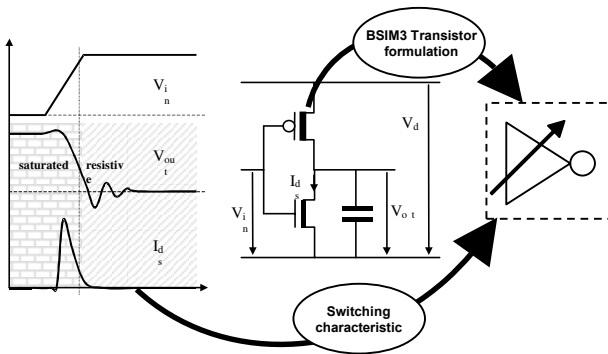 BSIM3 Transistor
formulation
V
i
n
V
d
saturated
resistiv
e
V
ou
t
I
d
s
V
i
n
I
d
s
V
o t
Switching
characteristic